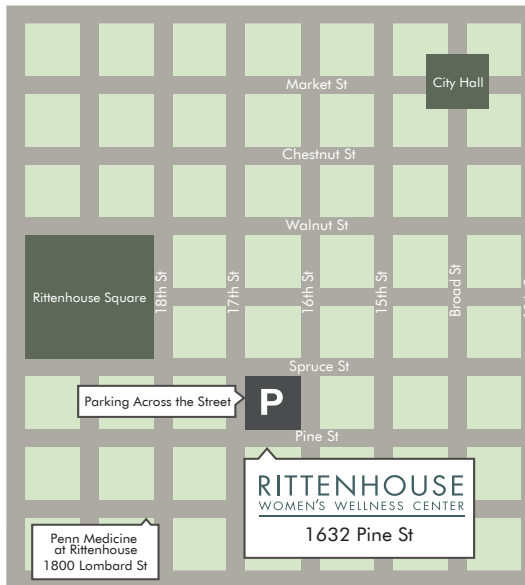 Market St
City Hall
Chestnut St
Walnut St
Rittenhouse Square
18th St
17th St
16th St
15th St
Broad St
Spruce St
Parking Across the Street
P
Pine St
RITTENHOUSE
WOMEN'S WELLNESS CENTER
1632 Pine St
Penn Medicine
at Rittenhouse
1800 Lombard St